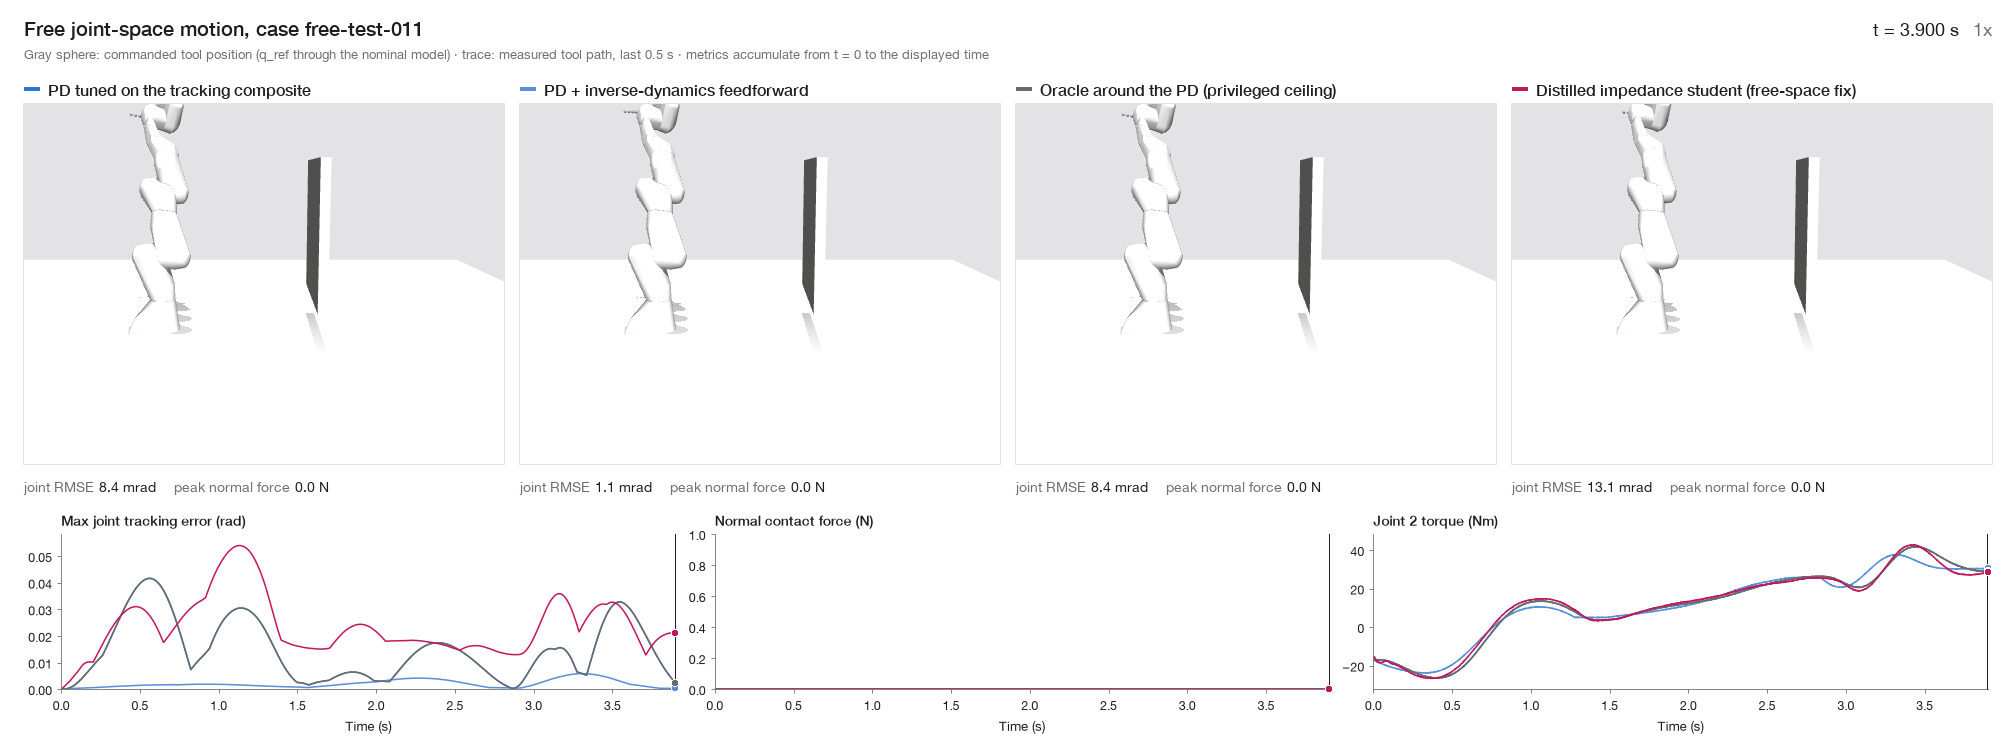 Free joint-space motion, case free-test-011
t = 3.900 s 1x
Gray sphere: commanded tool position (q_ref through the nominal model) · trace: measured tool path, last 0.5 s · metrics accumulate from t = 0 to the displayed time
PD tuned on the tracking composite
PD + inverse-dynamics feedforward
Oracle around the PD (privileged ceiling)
Distilled impedance student (free-space fix)
joint RMSE 8.4 mrad peak normal force 0.0 N
joint RMSE 1.1 mrad peak normal force 0.0 N
joint RMSE 8.4 mrad peak normal force 0.0 N
joint RMSE 13.1 mrad peak normal force 0.0 N
Max joint tracking error (rad)
0.05
0.04
0.03
0.02
0.01
0.00
0.0 0.5 1.0 1.5 2.0 2.5 3.0 3.5
Time (s)
Normal contact force (N)
1.0
0.8
0.6
0.4
0.2
0.0
0.0 0.5 1.0 1.5 2.0 2.5 3.0 3.5
Time (s)
Joint 2 torque (Nm)
40
20
0
−20
0.0 0.5 1.0 1.5 2.0 2.5 3.0 3.5
Time (s)